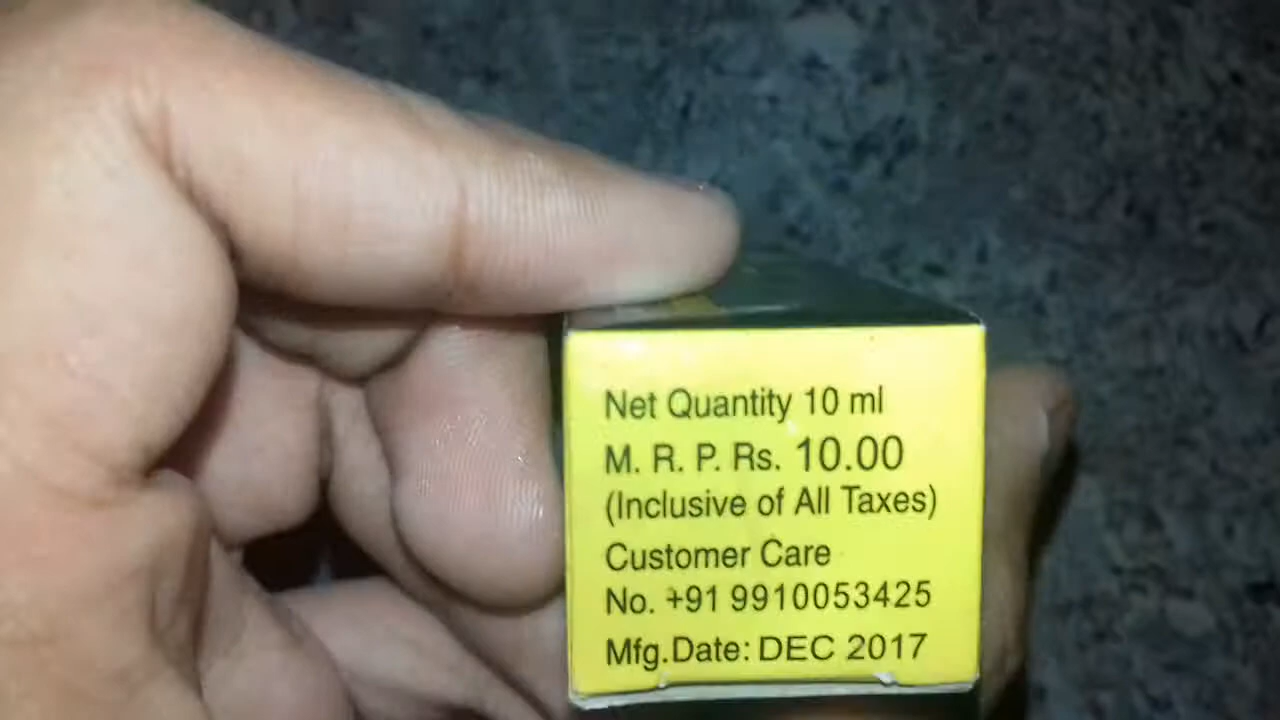 Net Quantity 10 ml
M. R. P. Rs. 10.00
(Inclusive of All Taxes)
Customer Care
No. +91 9910053425
Mfg.Date: DEC 2017